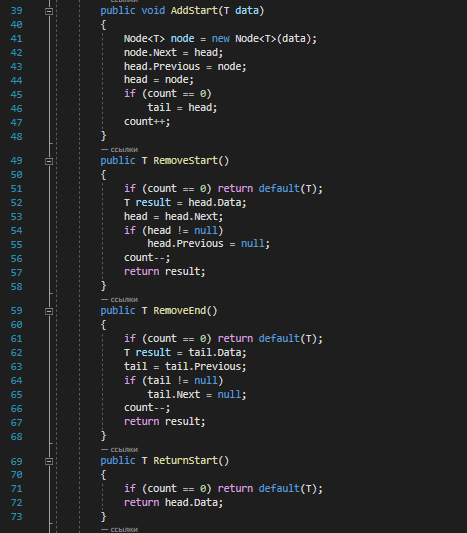 ссылки
39 public void AddStart(T data)
40 {
41 Node<T> node = new Node<T>(data);
42 node.Next = head;
43 head.Previous = node;
44 head = node;
45 if (count == 0)
46 tail = head;
47 count++;
48 }
— ссылки
49 public T RemoveStart()
50 {
51 if (count == 0) return default(T);
52 T result = head.Data;
53 head = head.Next;
54 if (head != null)
55 head.Previous = null;
56 count--;
57 return result;
58 }
— ссылки
59 public T RemoveEnd()
60 {
61 if (count == 0) return default(T);
62 T result = tail.Data;
63 tail = tail.Previous;
64 if (tail != null)
65 tail.Next = null;
66 count--;
67 return result;
68 }
— ссылки
69 public T ReturnStart()
70 {
71 if (count == 0) return default(T);
72 return head.Data;
73 }
— ссылки